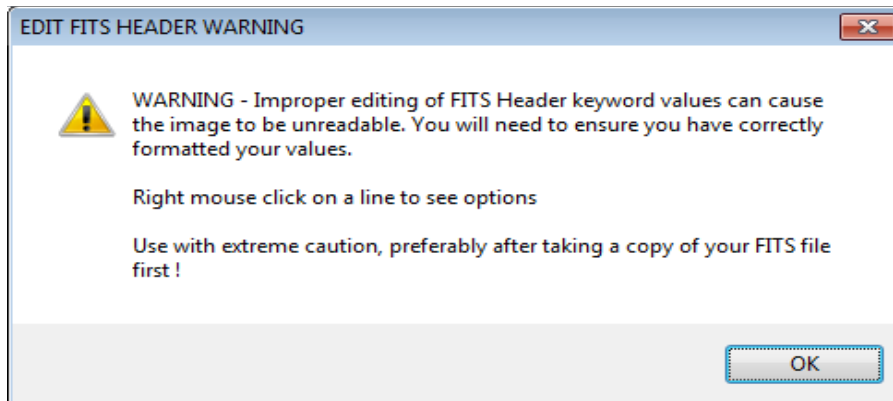 EDIT FITS HEADER WARNING
WARNING - Improper editing of FITS Header keyword values can cause
the image to be unreadable. You will need to ensure you have correctly
formatted your values.
Right mouse click on a line to see options
Use with extreme caution, preferably after taking a copy of your FITS file
first !
OK